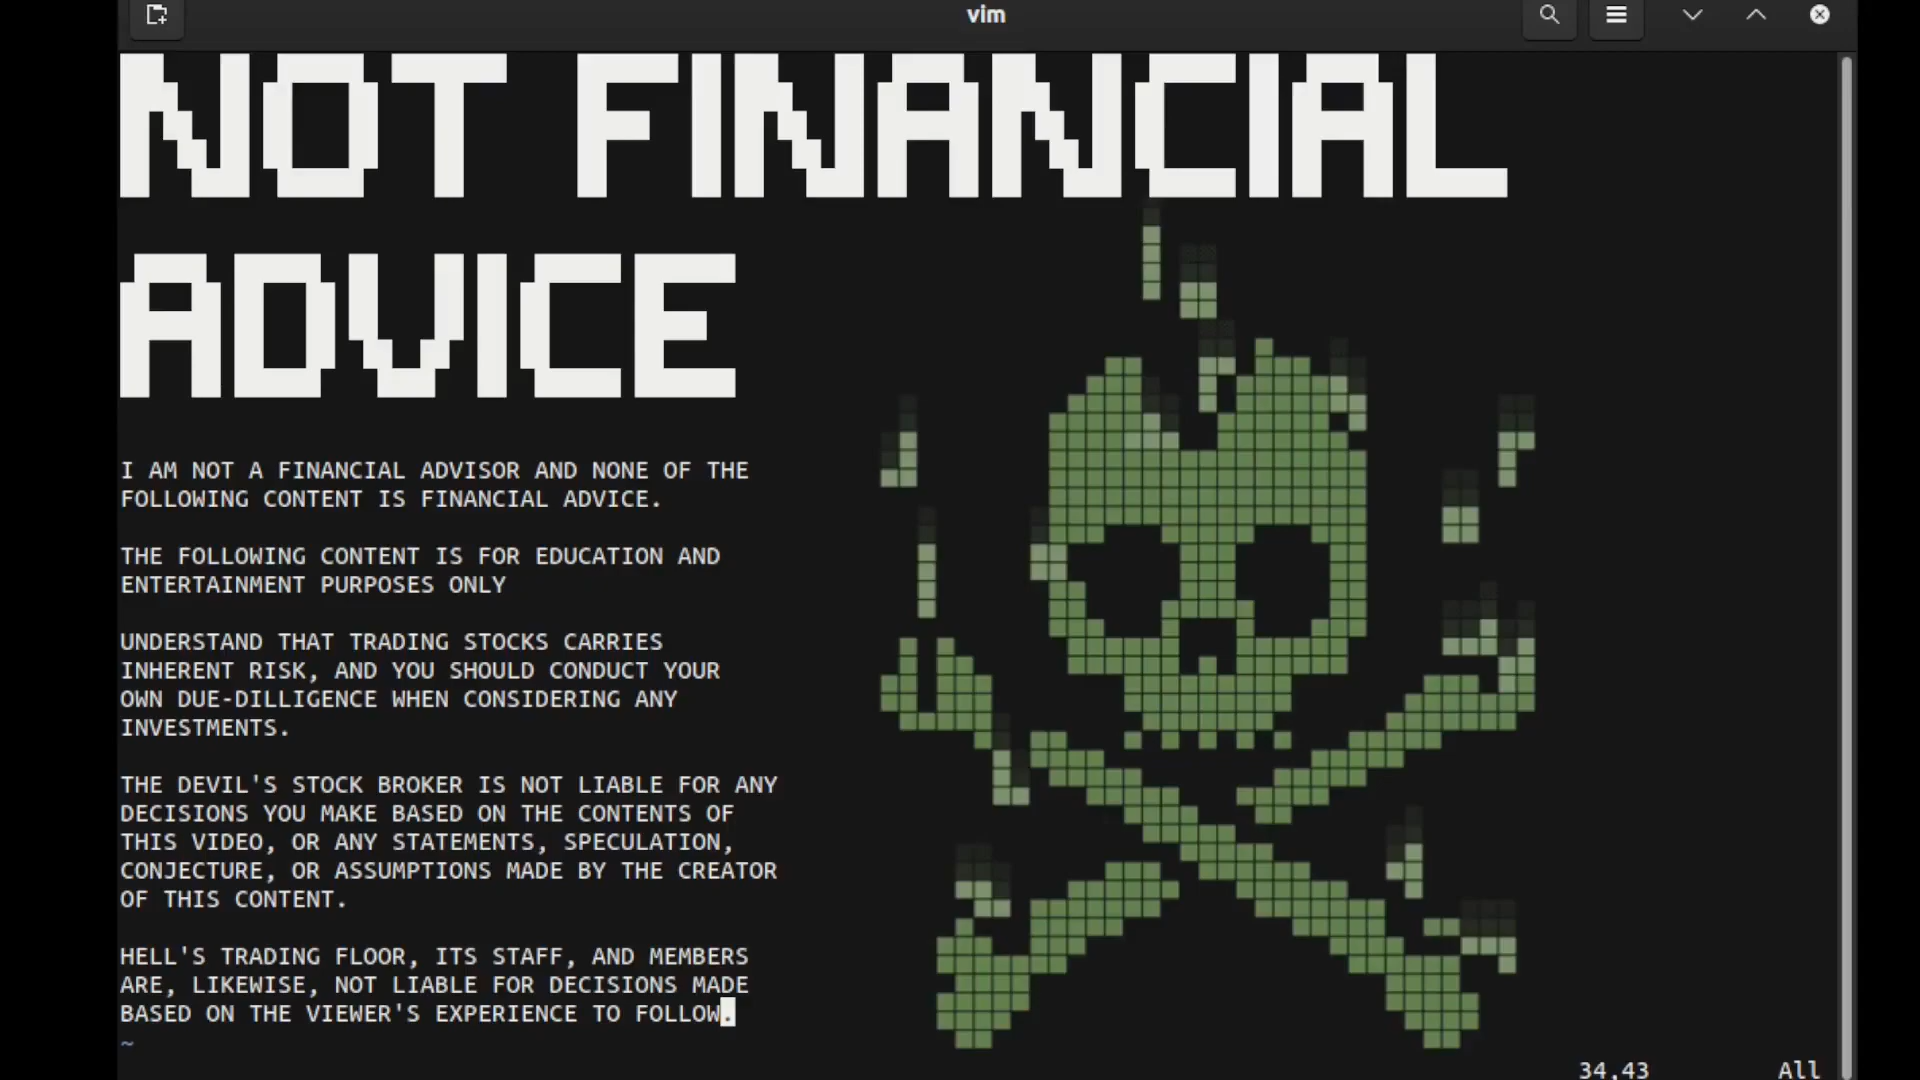 vim
NOT FINANCIAL
ADVICE
I AM NOT A FINANCIAL ADVISOR AND NONE OF THE
FOLLOWING CONTENT IS FINANCIAL ADVICE.
THE FOLLOWING CONTENT IS FOR EDUCATION AND
ENTERTAINMENT PURPOSES ONLY
UNDERSTAND THAT TRADING STOCKS CARRIES
INHERENT RISK, AND YOU SHOULD CONDUCT YOUR
OWN DUE-DILLIGENCE WHEN CONSIDERING ANY
INVESTMENTS.
THE DEVIL'S STOCK BROKER IS NOT LIABLE FOR ANY
DECISIONS YOU MAKE BASED ON THE CONTENTS OF
THIS VIDEO, OR ANY STATEMENTS, SPECULATION,
CONJECTURE, OR ASSUMPTIONS MADE BY THE CREATOR
OF THIS CONTENT.
HELL'S TRADING FLOOR, ITS STAFF, AND MEMBERS
ARE, LIKEWISE, NOT LIABLE FOR DECISIONS MADE
BASED ON THE VIEWER'S EXPERIENCE TO FOLLOW.
~
34,43 All